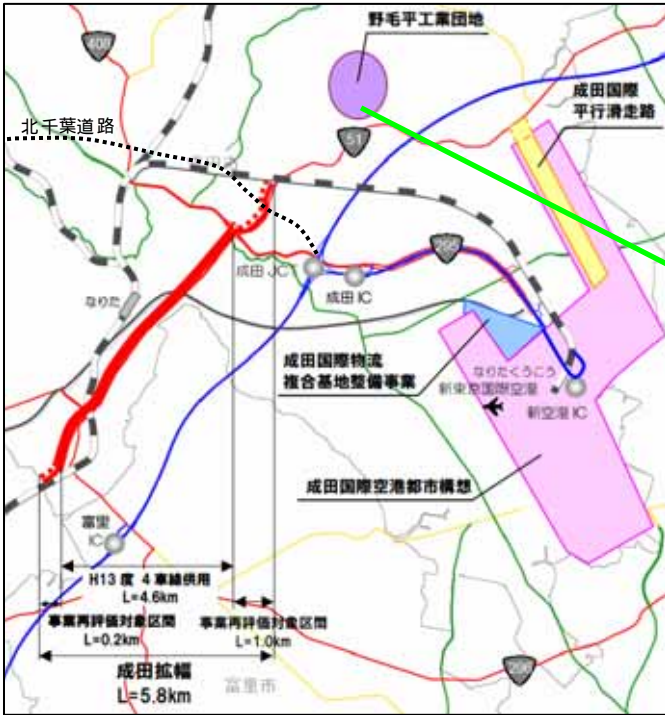 野毛平工業団地
408
成田国際
平行滑走路
北千葉道路
51
295
成田JC
成田IC
なりた
成田国際物流
複合基地整備事業
なりたくうこう
新東京国際空港
新空港IC
成田国際空港都市構想
富里
IC
H13度 4車線供用
L=4.6km
事業再評価対象区間
L=0.2km
事業再評価対象区間
L=1.0km
成田拡幅
L=5.8km
富里市